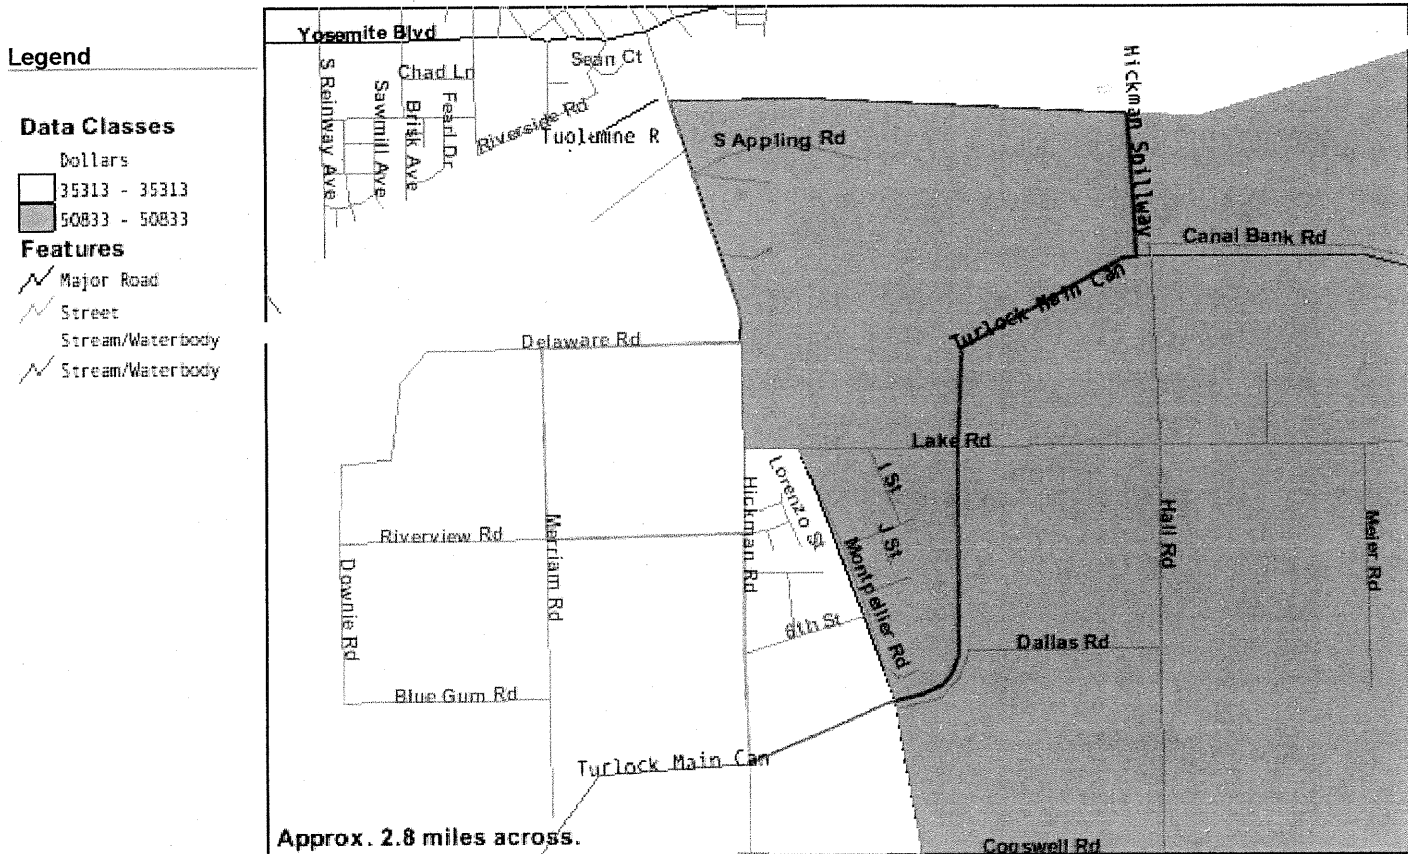 Legend
Data Classes
Dollars
35313 - 35313
50833 - 50833
Features
Major Road
Street
Stream/Waterbody
Stream/Waterbody
Yosemite Blvd
Sean Ct
Chad Ln
S Reinway Ave
Sawmill Ave
Brisk Ave
Fearl Dr
Riverside Rd
Tuolumine R
S Appling Rd
Hickman Spillway
Canal Bank Rd
Turlock Main Can
Delaware Rd
Lake Rd
I St
J St
Lorenzo St
Hickman Rd
Montpellier Rd
Hall Rd
Meier Rd
Riverview Rd
Merriam Rd
Downie Rd
6th St
Dallas Rd
Blue Gum Rd
Turlock Main Can
Approx. 2.8 miles across.
Cogswell Rd